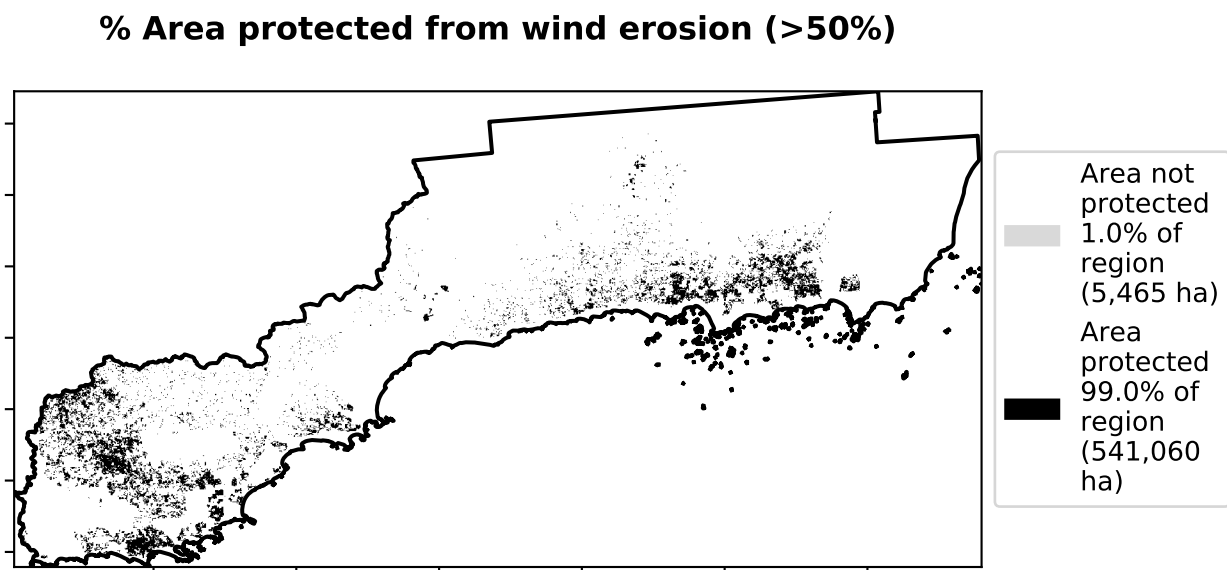 % Area protected from wind erosion (>50%)
Area not
protected
1.0% of
region
(5,465 ha)
Area
protected
99.0% of
region
(541,060
ha)